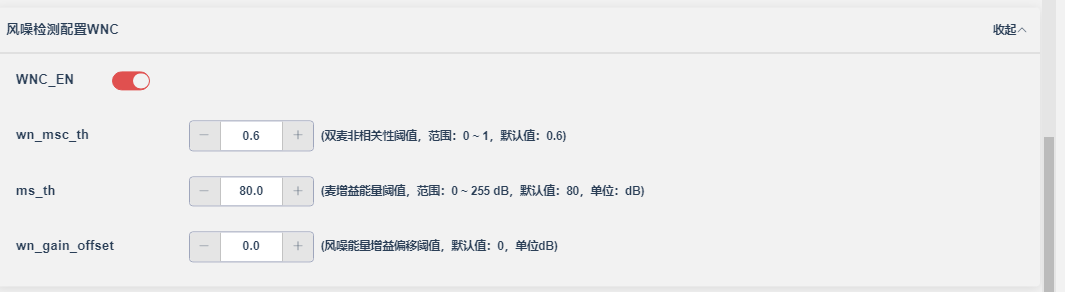 风噪检测配置WNC 收起
WNC_EN
wn_msc_th 0.6 (双麦非相关性阈值，范围：0 ~ 1，默认值：0.6)
ms_th 80.0 (麦增益能量阈值，范围：0 ~ 255 dB，默认值：80，单位：dB)
wn_gain_offset 0.0 (风噪能量增益偏移阈值，默认值：0，单位dB)